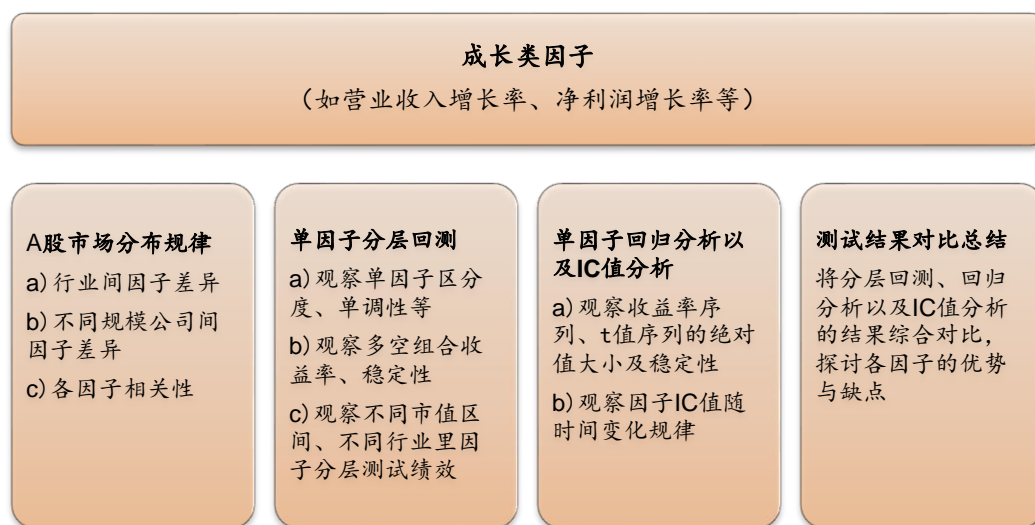 成长类因子
（如营业收入增长率、净利润增长率等）
A股市场分布规律
a)行业间因子差异
b)不同规模公司间
因子差异
c)各因子相关性
单因子分层回测
a)观察单因子区分
度、单调性等
b)观察多空组合收
益率、稳定性
c)观察不同市值区
间、不同行业里因
子分层测试绩效
单因子回归分析以
及IC值分析
a)观察收益率序
列、t值序列的绝对
值大小及稳定性
b)观察因子IC值随
时间变化规律
测试结果对比总结
将分层回测、回归
分析以及IC值分析
的结果综合对比，
探讨各因子的优势
与缺点